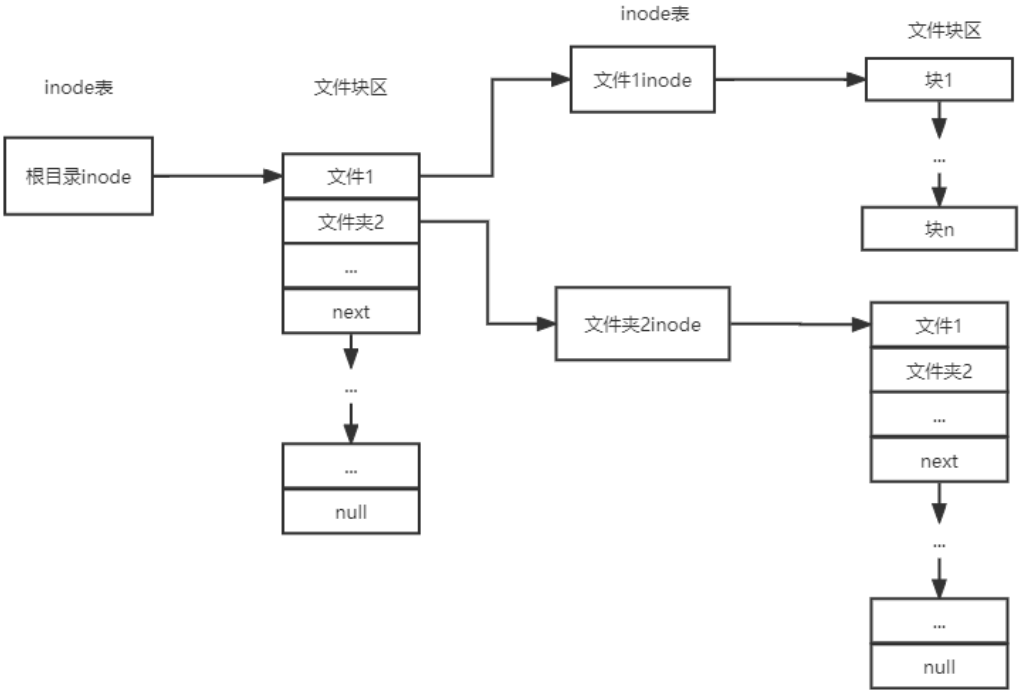 inode表
文件块区
inode表
文件块区
根目录inode
文件1
文件夹2
...
next
...
...
null
文件1inode
块1
...
块n
文件夹2inode
文件1
文件夹2
...
next
...
...
null